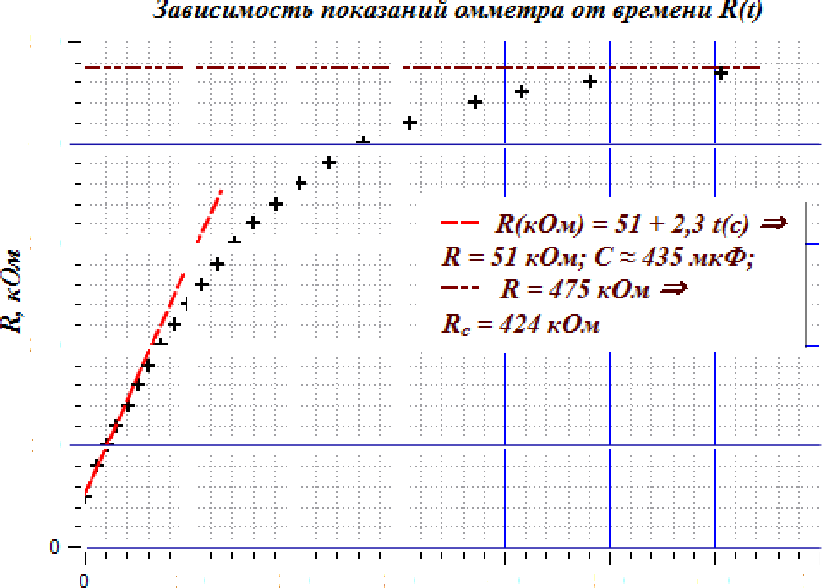 Зависимость показаний омметра от времени R(t)
R, кОм
R(кОм) = 51 + 2,3 t(c) ⇒
R = 51 кОм; C ≈ 435 мкФ;
R = 475 кОм ⇒
Rc = 424 кОм
0
0